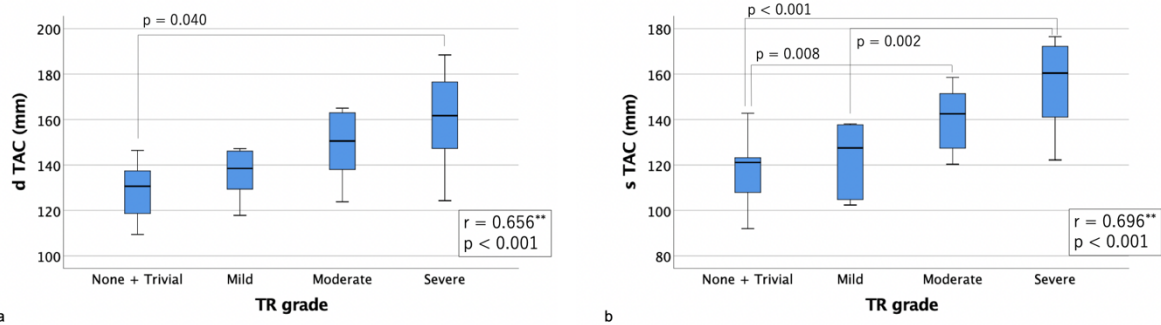 p = 0.040
200
180
160
140
120
100
d TAC (mm)
r = 0.656**
p < 0.001
None + Trivial Mild Moderate Severe
TR grade
a
p < 0.001
p = 0.002
p = 0.008
180
160
140
120
100
80
s TAC (mm)
r = 0.696**
p < 0.001
None + Trivial Mild Moderate Severe
TR grade
b